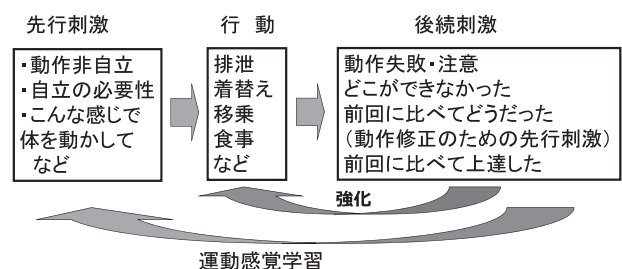 先行刺激
・動作非自立
・自立の必要性
・こんな感じで
体を動かして
など
行 動
排泄
着替え
移乗
食事
など
後続刺激
動作失敗・注意
どこができなかった
前回に比べてどうだった
(動作修正のための先行刺激)
前回に比べて上達した
強化
運動感覚学習